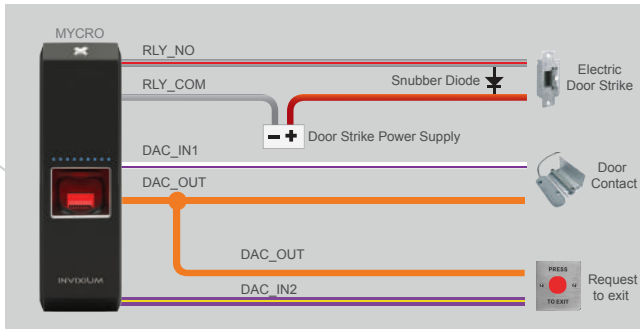 MYCRO
RLY_NO
RLY_COM
Snubber Diode
Electric
Door Strike
Door Strike Power Supply
DAC_IN1
DAC_OUT
Door
Contact
DAC_OUT
DAC_IN2
INVIXIUM
PRESS
TO EXIT
Request
to exit